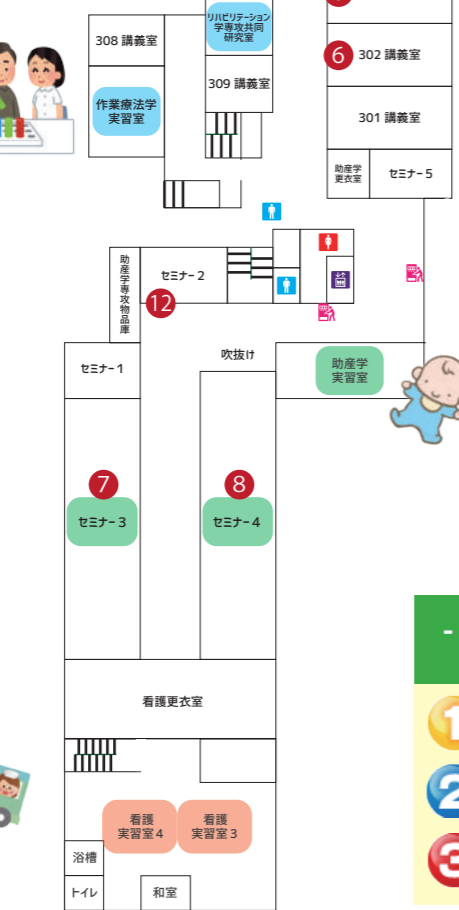 リハビリテーション
学専攻共同
研究室
308 講義室
6
302 講義室
309 講義室
作業療法学
実習室
301 講義室
助産学
更衣室
セミナー5
助産学専攻物品庫
セミナー2
12
吹抜け
セミナー1
助産学
実習室
7
8
セミナー3
セミナー4
-
1
看護更衣室
2
看護
実習室4
看護
実習室3
3
浴槽
トイレ
和室